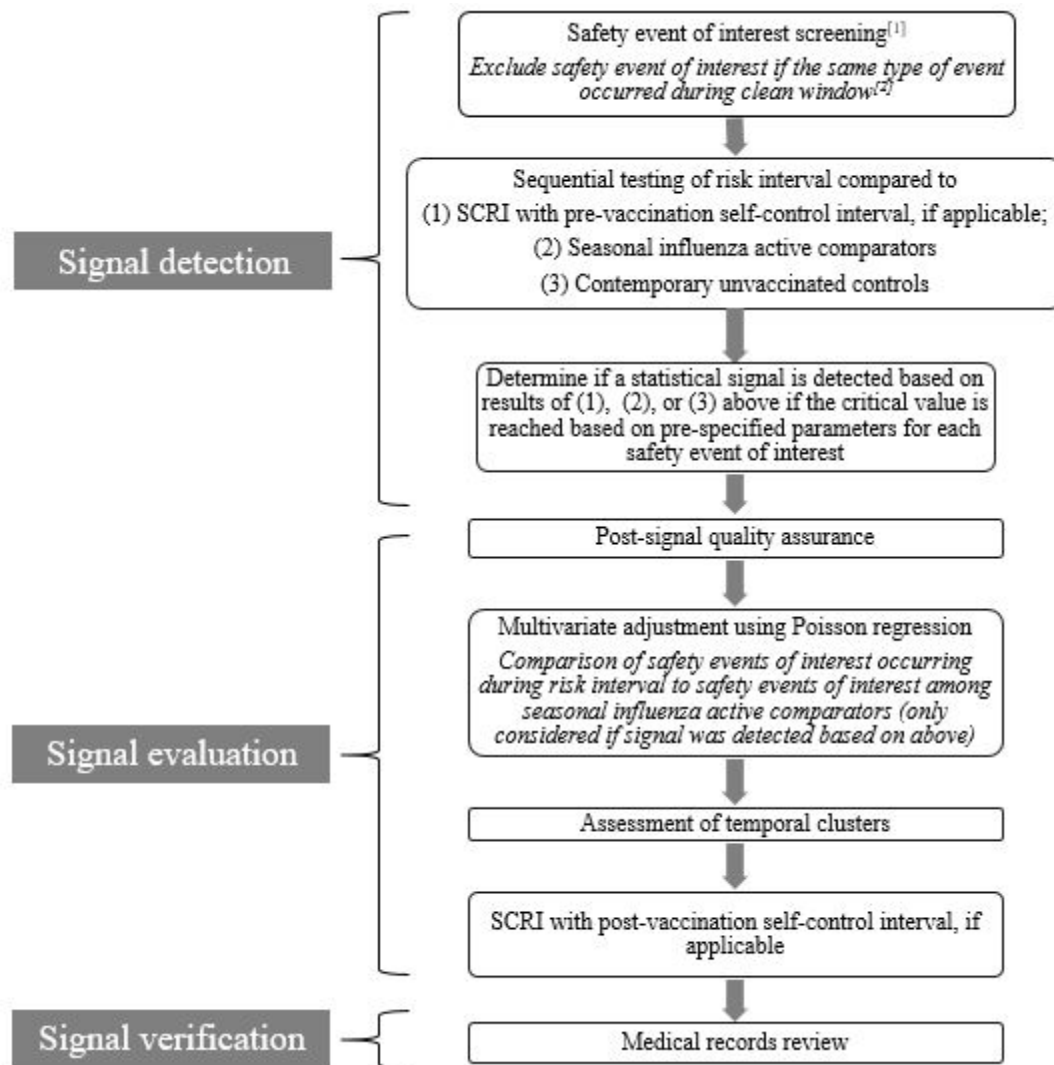 Safety event of interest screening[1]
Exclude safety event of interest if the same type of event
occurred during clean window[2]
Sequential testing of risk interval compared to
(1) SCRI with pre-vaccination self-control interval, if applicable;
(2) Seasonal influenza active comparators
(3) Contemporary unvaccinated controls
Signal detection
Determine if a statistical signal is detected based on
results of (1), (2), or (3) above if the critical value is
reached based on pre-specified parameters for each
safety event of interest
Post-signal quality assurance
Multivariate adjustment using Poisson regression
Comparison of safety events of interest occurring
during risk interval to safety events of interest among
seasonal influenza active comparators (only
considered if signal was detected based on above)
Signal evaluation
Assessment of temporal clusters
SCRI with post-vaccination self-control interval, if
applicable
Signal verification
Medical records review